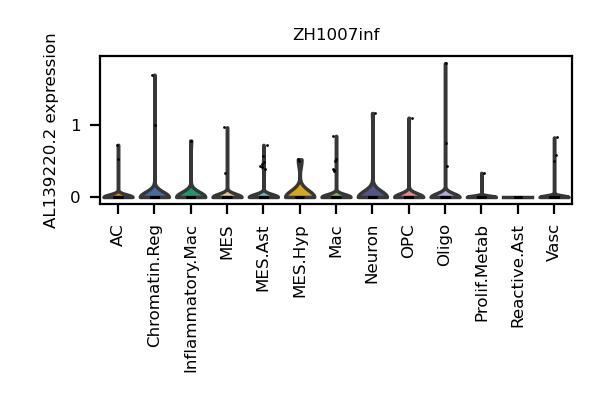 ZH1007inf
AL139220.2 expression
1
0
AC
Chromatin.Reg
Inflammatory.Mac
MES
MES.Ast
MES.Hyp
Mac
Neuron
OPC
Oligo
Prolif.Metab
Reactive.Ast
Vasc